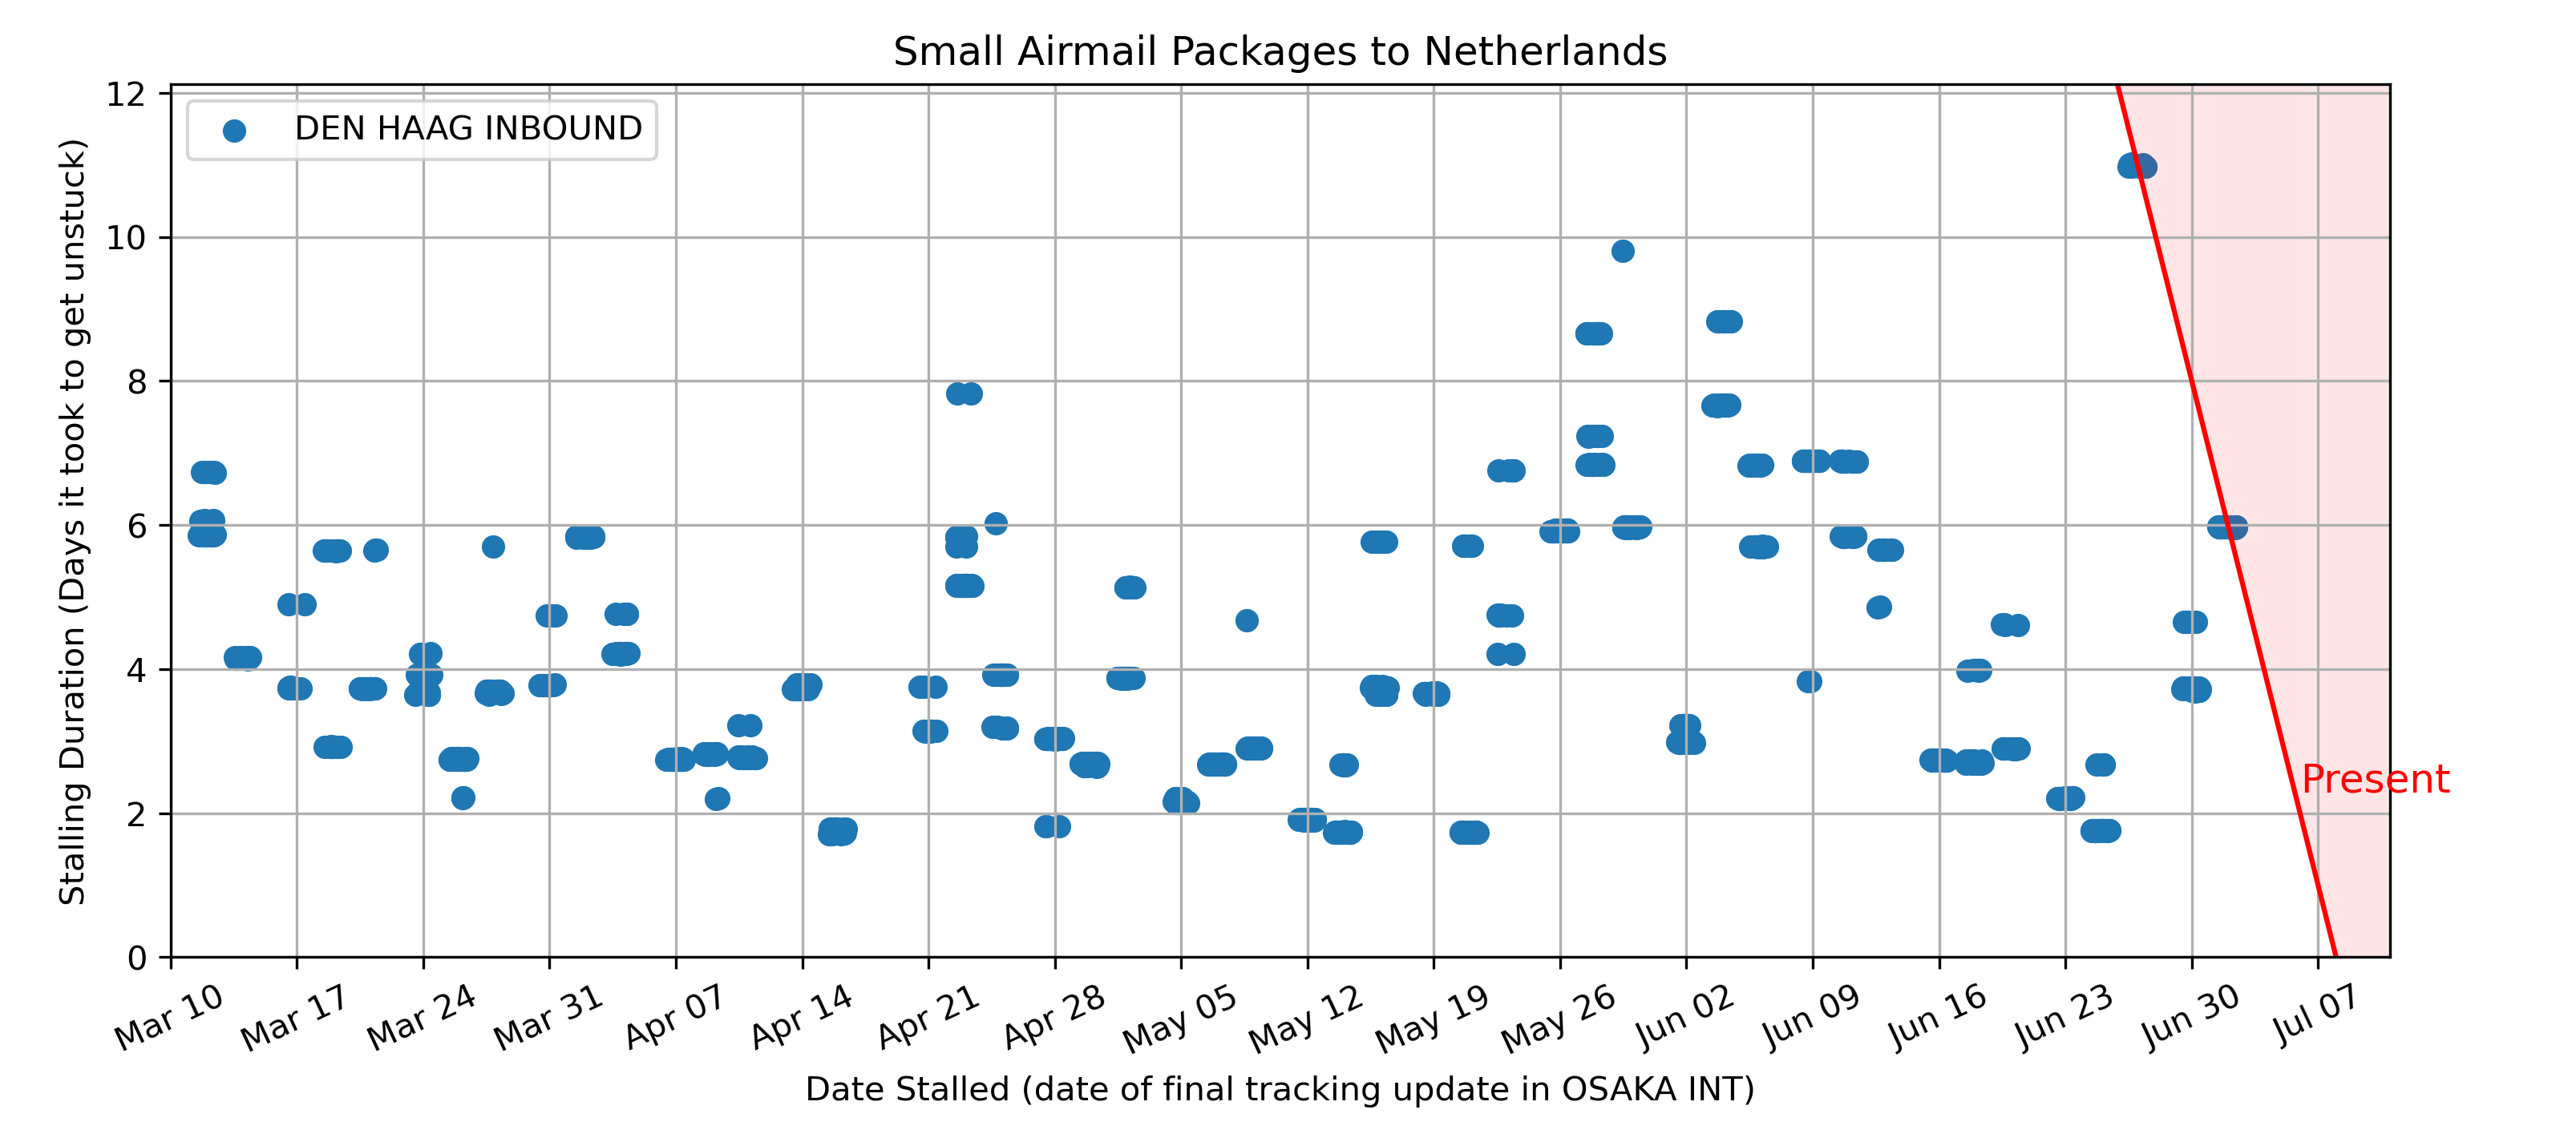 Small Airmail Packages to Netherlands
DEN HAAG INBOUND
Stalling Duration (Days it took to get unstuck)
12
10
8
6
4
2
0
Present
Mar 10 Mar 17 Mar 24 Mar 31 Apr 07 Apr 14 Apr 21 Apr 28 May 05 May 12 May 19 May 26 Jun 02 Jun 09 Jun 16 Jun 23 Jun 30 Jul 07
Date Stalled (date of final tracking update in OSAKA INT)